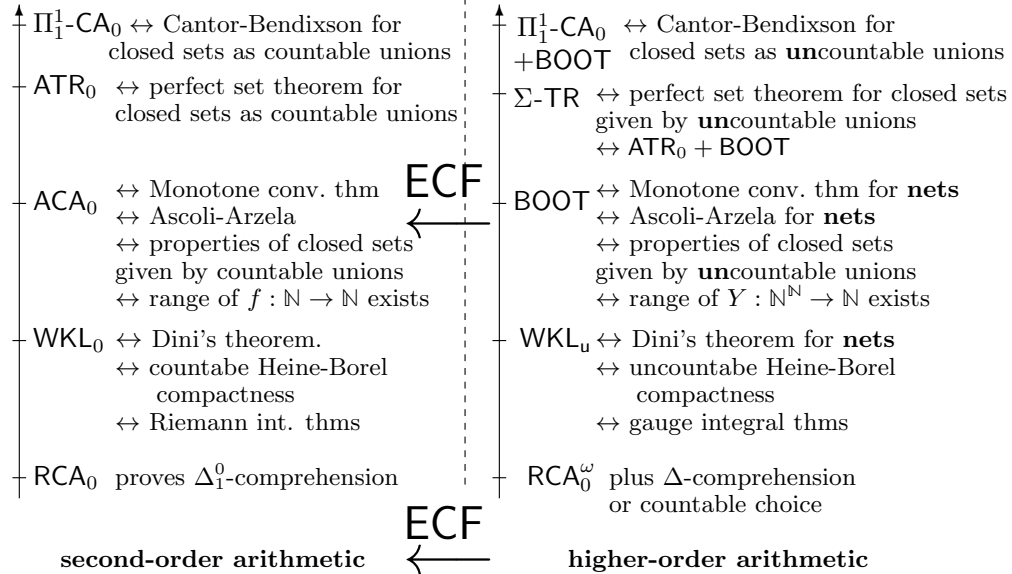 Π¹₁-CA₀ ↔ Cantor-Bendixson for
closed sets as countable unions
ATR₀ ↔ perfect set theorem for
closed sets as countable unions
ACA₀ ↔ Monotone conv. thm
↔ Ascoli-Arzela
↔ properties of closed sets
given by countable unions
↔ range of f : ℕ → ℕ exists
WKL₀ ↔ Dini's theorem.
↔ countabe Heine-Borel
compactness
↔ Riemann int. thms
RCA₀ proves Δ⁰₁-comprehension
second-order arithmetic
ECF
←
ECF
←
Π¹₁-CA₀ ↔ Cantor-Bendixson for
+BOOT closed sets as uncountable unions
Σ-TR ↔ perfect set theorem for closed sets
given by uncountable unions
↔ ATR₀ + BOOT
BOOT ↔ Monotone conv. thm for nets
↔ Ascoli-Arzela for nets
↔ properties of closed sets
given by uncountable unions
↔ range of Y : ℕ^ℕ → ℕ exists
WKLᵤ ↔ Dini's theorem for nets
↔ uncountabe Heine-Borel
compactness
↔ gauge integral thms
RCA₀^ω plus Δ-comprehension
or countable choice
higher-order arithmetic